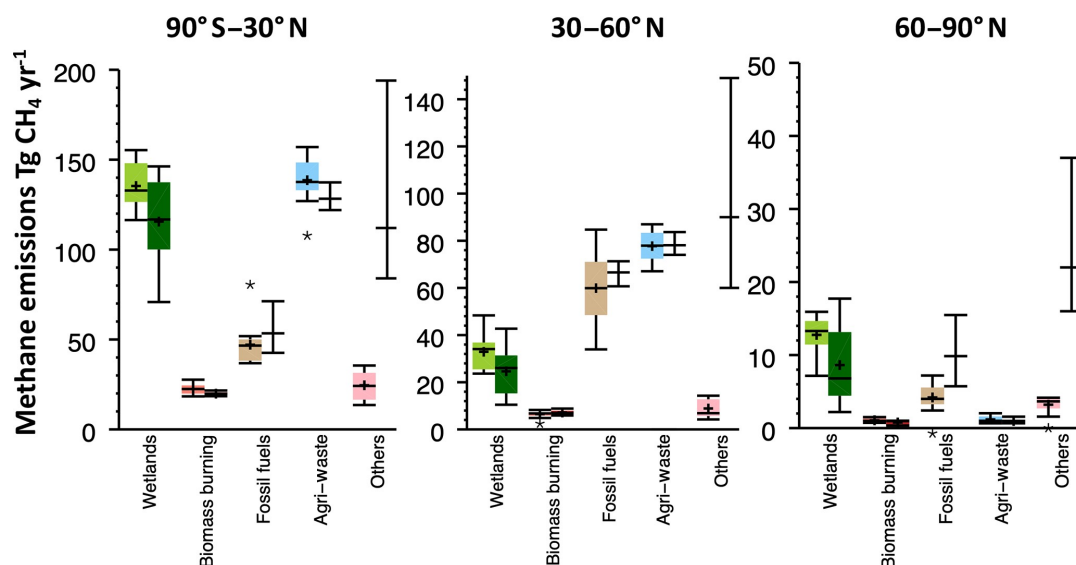 90°S–30°N
30–60°N
60–90°N
Methane emissions Tg CH4 yr-1
200
150
100
50
0
Wetlands
Biomass burning
Fossil fuels
Agri–waste
Others
140
120
100
80
60
40
20
0
Wetlands
Biomass burning
Fossil fuels
Agri–waste
Others
50
40
30
20
10
0
Wetlands
Biomass burning
Fossil fuels
Agri–waste
Others